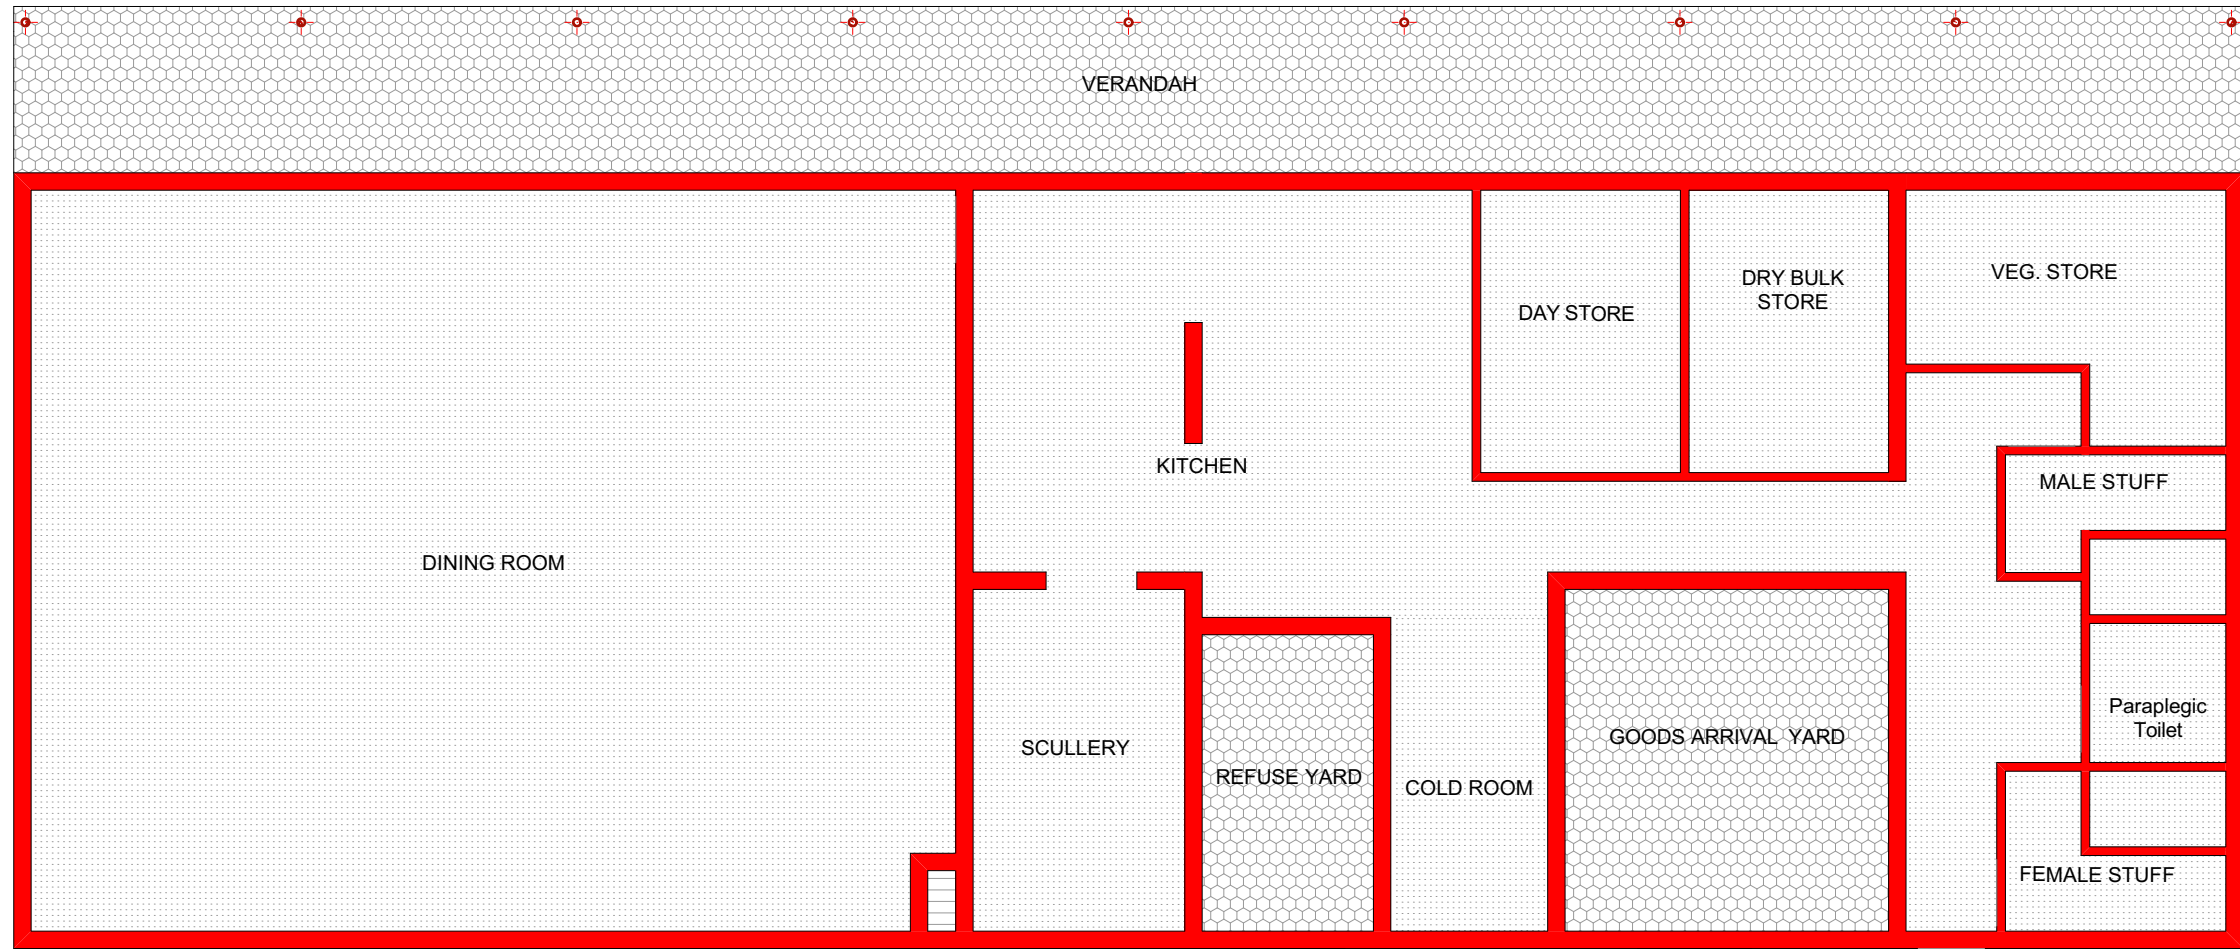 VERANDAH
VEG. STORE
DRY BULK
STORE
DAY STORE
KITCHEN
MALE STUFF
DINING ROOM
Paraplegic
Toilet
GOODS ARRIVAL YARD
SCULLERY
REFUSE YARD
COLD ROOM
FEMALE STUFF